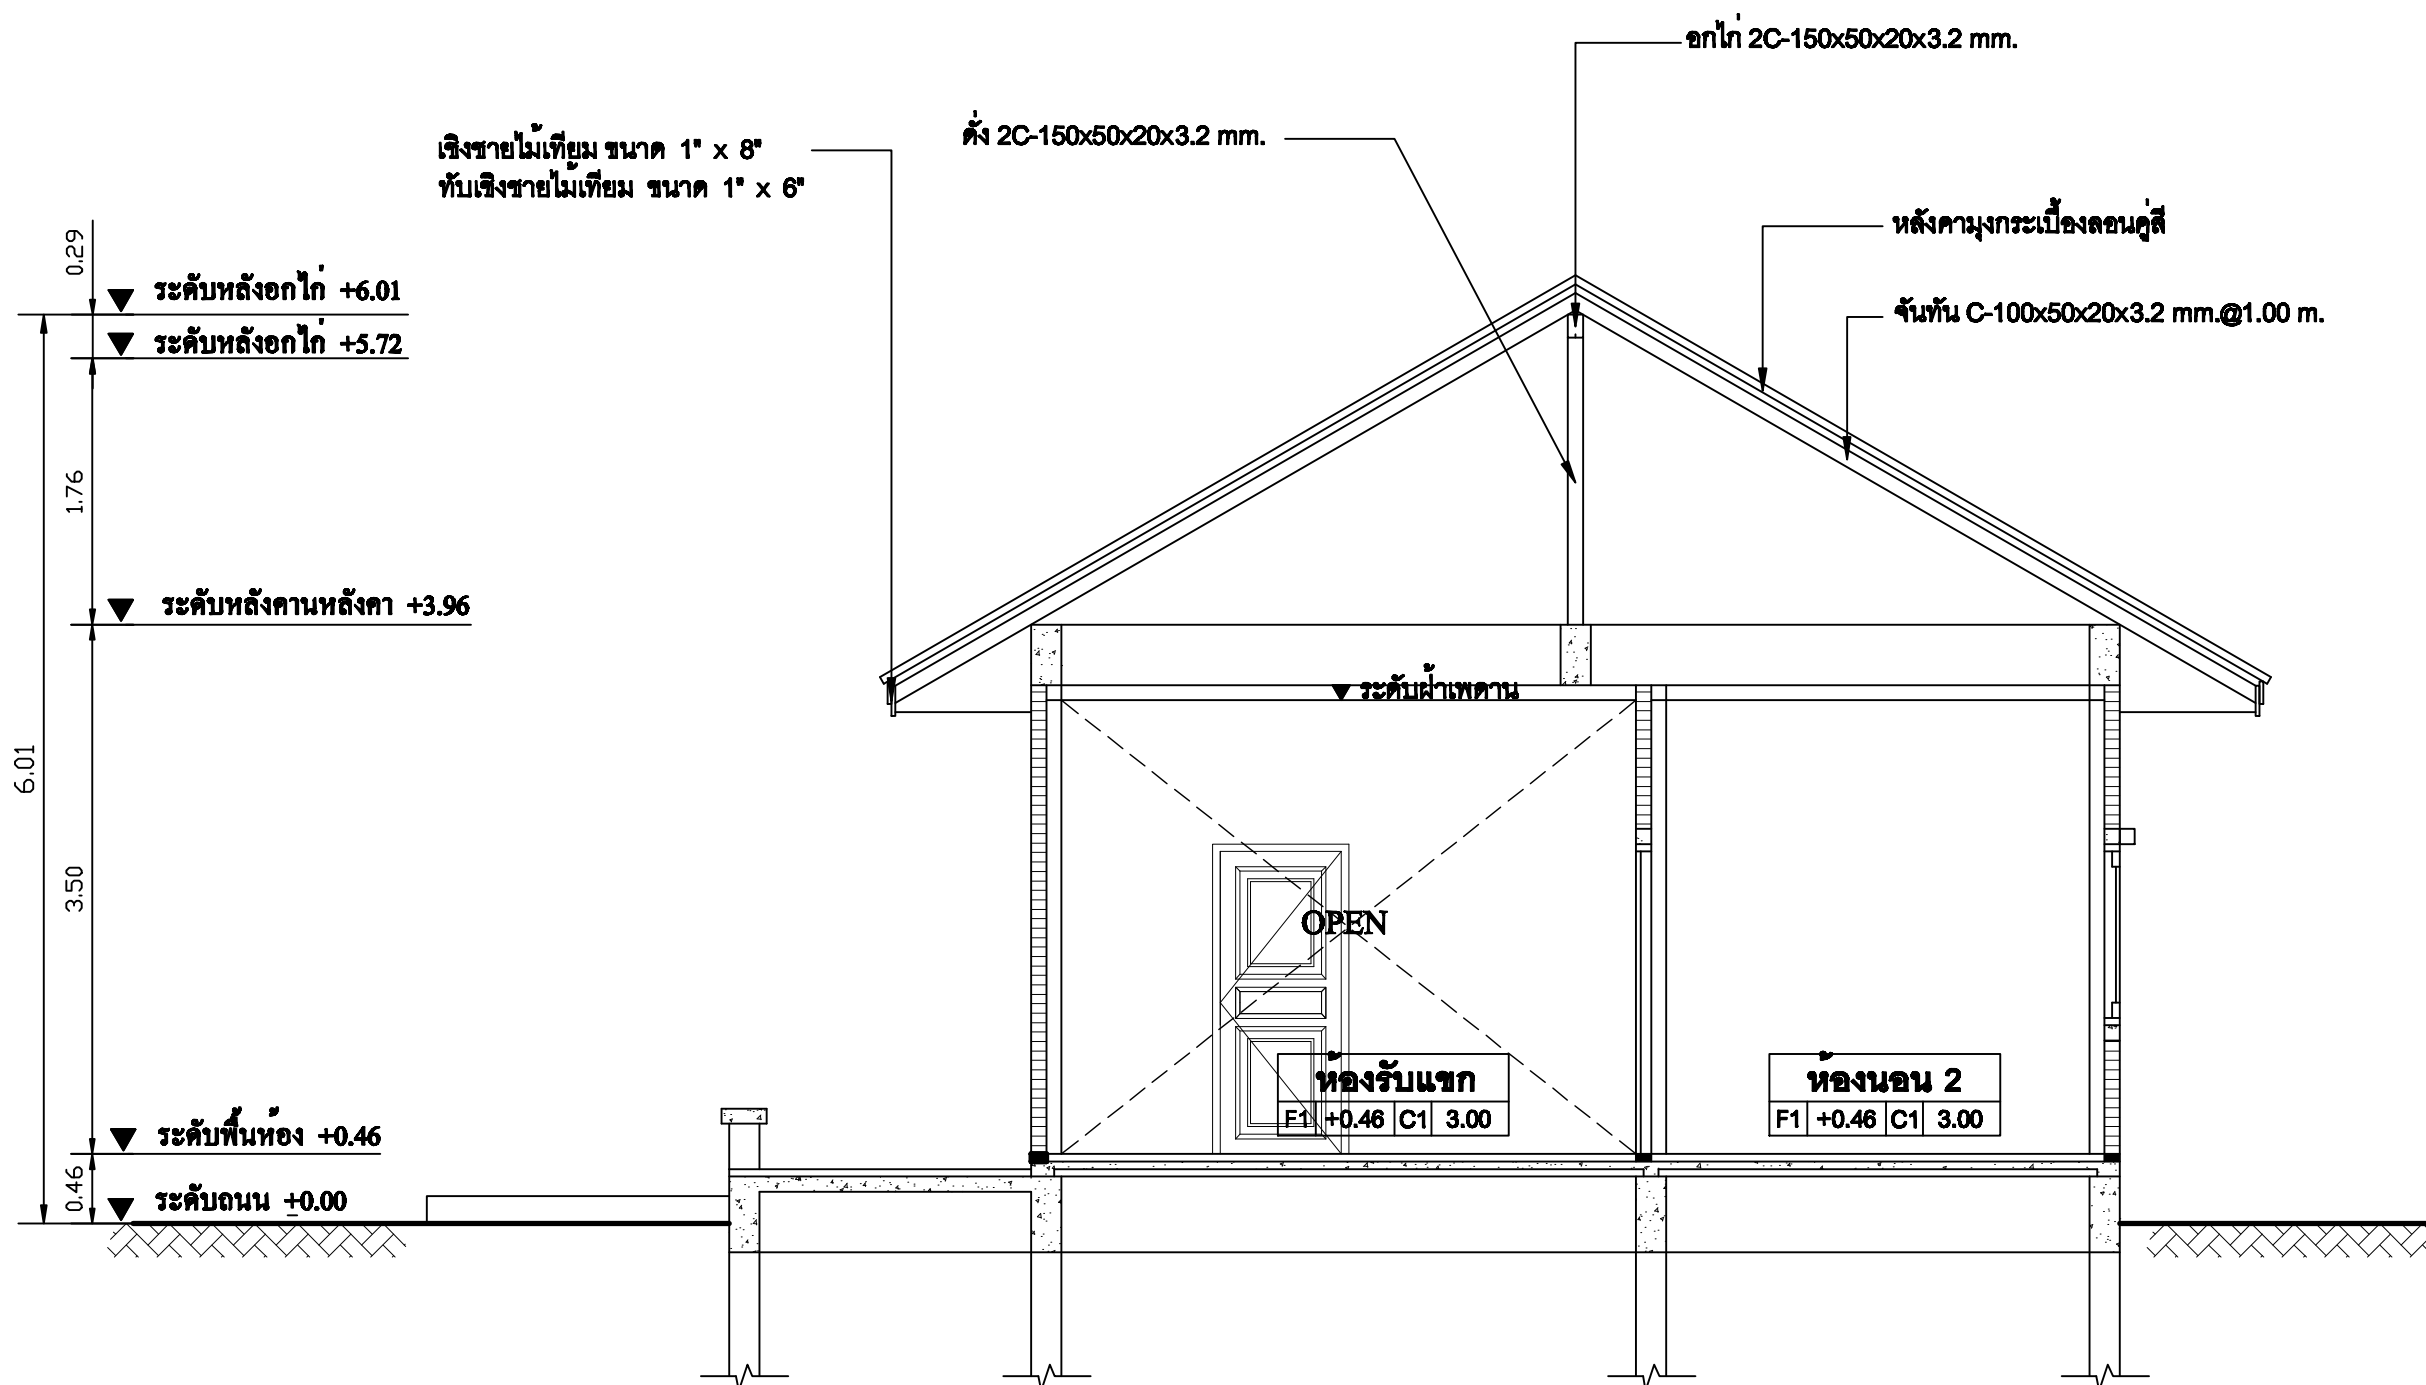 อกไก่ 2C-150x50x20x3.2 mm.
ดั้ง 2C-150x50x20x3.2 mm.
เชิงชายไม้เทียม ขนาด 1" x 8"
ทับเชิงชายไม้เทียม ขนาด 1" x 6"
หลังคามุงกระเบื้องลอนคู่สี
0.29
ระดับหลังอกไก่ +6.01
จันทัน C-100x50x20x3.2 mm.@1.00 m.
ระดับหลังอกไก่ +5.72
1.76
ระดับหลังคานหลังคา +3.96
ระดับฝ้าเพดาน
6.01
3.50
OPEN
ห้องรับแขก
F1 +0.46 C1 3.00
ห้องนอน 2
F1 +0.46 C1 3.00
ระดับพื้นห้อง +0.46
0.46
ระดับถนน ±0.00